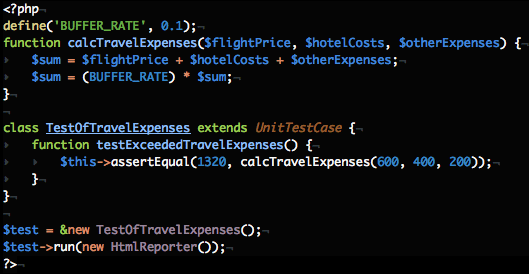 <?php
define('BUFFER_RATE', 0.1);
function calcTravelExpenses($flightPrice, $hotelCosts, $otherExpenses) {
$sum = $flightPrice + $hotelCosts + $otherExpenses;
$sum = (BUFFER_RATE) * $sum;
}
class TestOfTravelExpenses extends UnitTestCase {
function testExceededTravelExpenses() {
$this->assertEqual(1320, calcTravelExpenses(600, 400, 200));
}
}
$test = &new TestOfTravelExpenses();
$test->run(new HtmlReporter());
?>